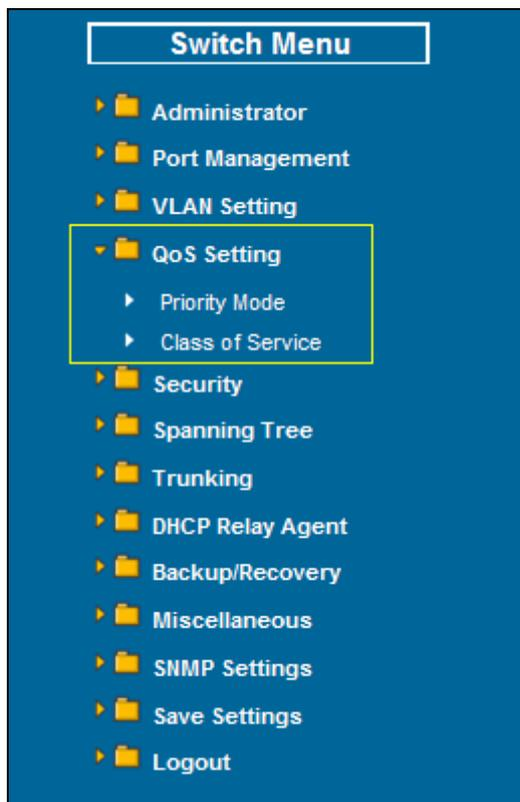 Switch Menu
Administrator
Port Management
VLAN Setting
QoS Setting
Priority Mode
Class of Service
Security
Spanning Tree
Trunking
DHCP Relay Agent
Backup/Recovery
Miscellaneous
SNMP Settings
Save Settings
Logout